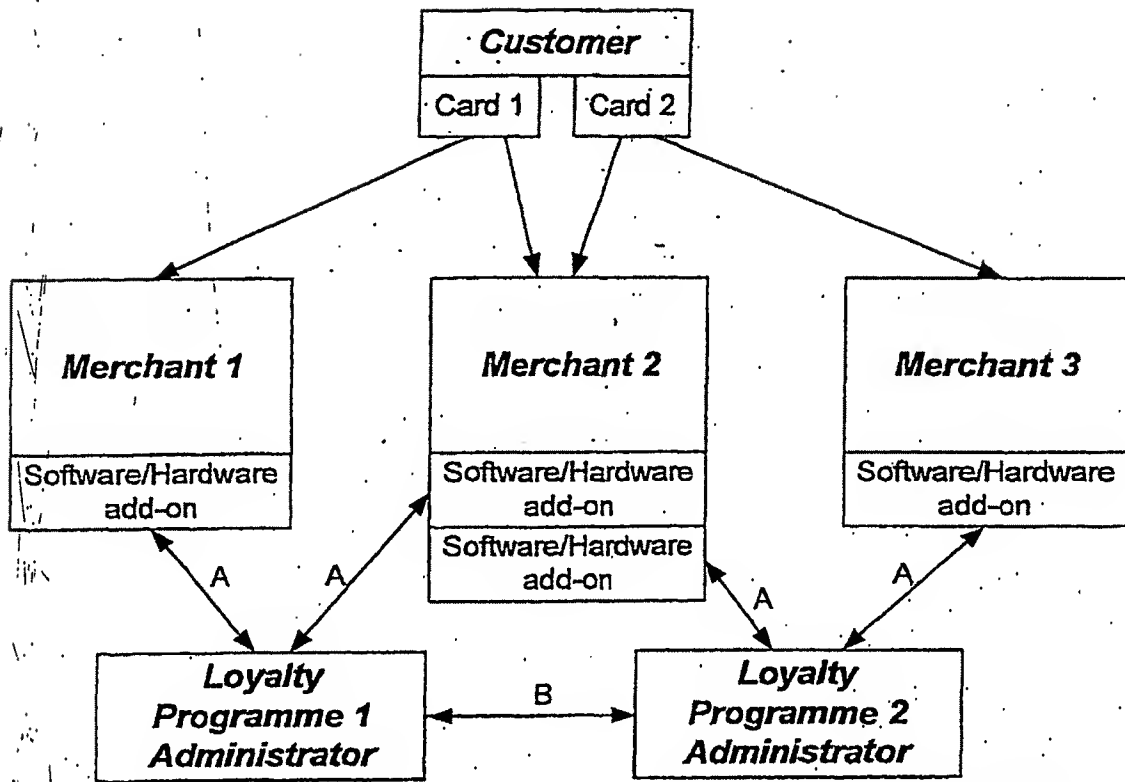 Customer
Card 1
Card 2
Merchant 1
Merchant 2
Merchant 3
Software/Hardware
add-on
Software/Hardware
add-on
Software/Hardware
add-on
Software/Hardware
add-on
A
A
A
A
Loyalty
Programme 1
Administrator
B
Loyalty
Programme 2
Administrator